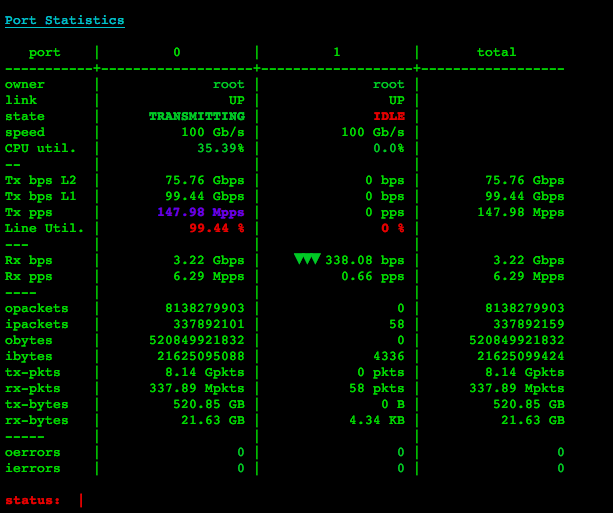 Port Statistics
port | 0 | 1 | total
-----------+-------------------+-------------------+------------------
owner | root | root |
link | UP | UP |
state | TRANSMITTING | IDLE |
speed | 100 Gb/s | 100 Gb/s |
CPU util. | 35.39% | 0.0% |
-- | | |
Tx bps L2 | 75.76 Gbps | 0 bps | 75.76 Gbps
Tx bps L1 | 99.44 Gbps | 0 bps | 99.44 Gbps
Tx pps | 147.98 Mpps | 0 pps | 147.98 Mpps
Line Util. | 99.44 % | 0 % |
--- | | |
Rx bps | 3.22 Gbps | ▼▼▼ 338.08 bps | 3.22 Gbps
Rx pps | 6.29 Mpps | 0.66 pps | 6.29 Mpps
---- | | |
opackets | 8138279903 | 0 | 8138279903
ipackets | 337892101 | 58 | 337892159
obytes | 520849921832 | 0 | 520849921832
ibytes | 21625095088 | 4336 | 21625099424
tx-pkts | 8.14 Gpkts | 0 pkts | 8.14 Gpkts
rx-pkts | 337.89 Mpkts | 58 pkts | 337.89 Mpkts
tx-bytes | 520.85 GB | 0 B | 520.85 GB
rx-bytes | 21.63 GB | 4.34 KB | 21.63 GB
----- | | |
oerrors | 0 | 0 | 0
ierrors | 0 | 0 | 0
status: |